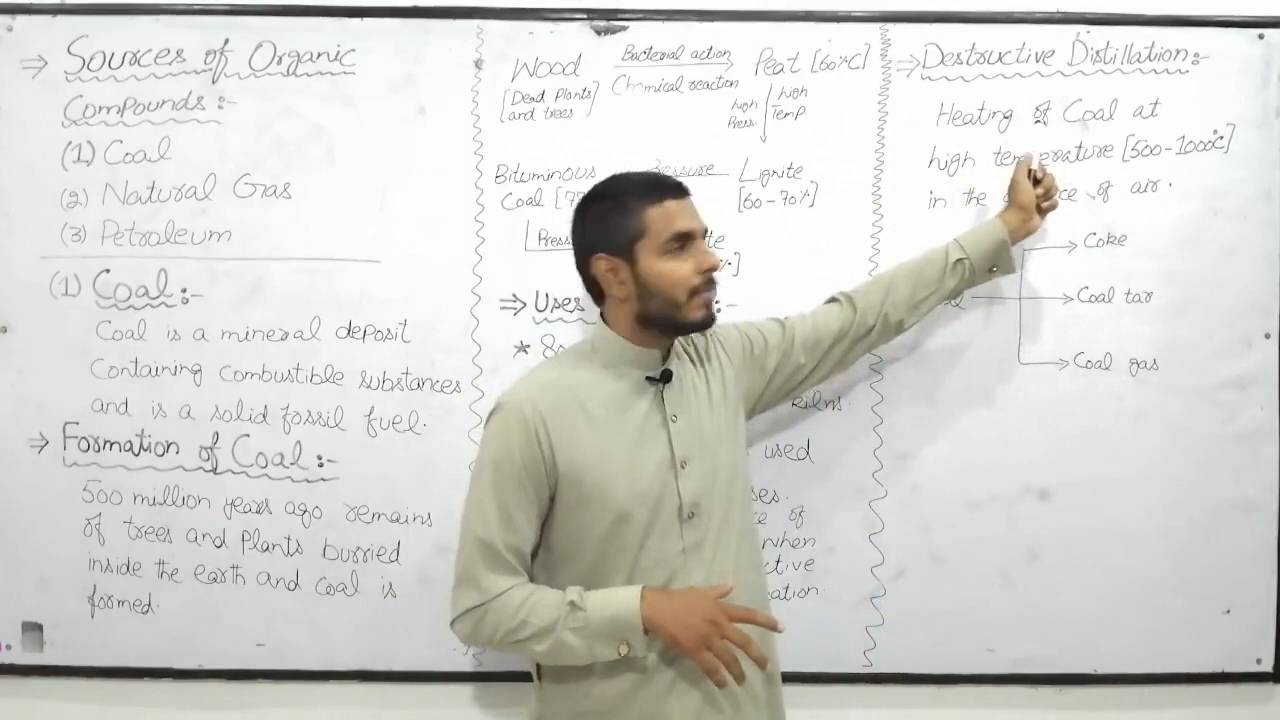 ⇒ Sources of Organic
Compounds :-
(1) Coal
(2) Natural Gas
(3) Petroleum
(1) Coal :-
Coal is a mineral deposit
Containing combustible substances
and is a solid fossil fuel.
⇒ Formation of Coal :-
500 million years ago remains
of trees and Plants burried
inside the earth and coal is
formed.
Wood Bacterial action Peat [60%C]
[Dead Plants and trees] Chemical reaction
high Press. high Temp.
Bituminous Lignite
Coal [60-70%]
⇒ Uses :-
*
kilns.
used
of
when
⇒ Destructive Distillation :-
Heating of Coal at
high temperature [500-1000°C]
in the of air.
Coke
Coal tar
Coal gas